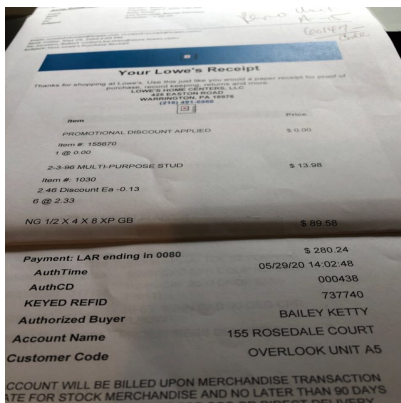 Your Lowe's Receipt
Thanks for shopping at Lowe's. Use this just like you would a paper receipt for proof of
purchase, record keeping, returns and more.
LOWE'S HOME CENTERS, LLC
EASTON ROAD
WARRINGTON, PA 18976
Item Price
PROMOTIONAL DISCOUNT APPLIED $ 0.00
Item #: 155670
1 @ 0.00
2-3-96 MULTI-PURPOSE STUD $ 13.98
Item #: 1030
2.46 Discount Ea -0.13
6 @ 2.33
NG 1/2 X 4 X 8 XP GB $ 89.58
Payment: LAR ending in 0080 $ 280.24
AuthTime 05/29/20 14:02:48
AuthCD 000438
KEYED REFID 737740
Authorized Buyer BAILEY KETTY
Account Name 155 ROSEDALE COURT
Customer Code OVERLOOK UNIT A5
ACCOUNT WILL BE BILLED UPON MERCHANDISE TRANSACTION
DATE FOR STOCK MERCHANDISE AND NO LATER THAN 90 DAYS